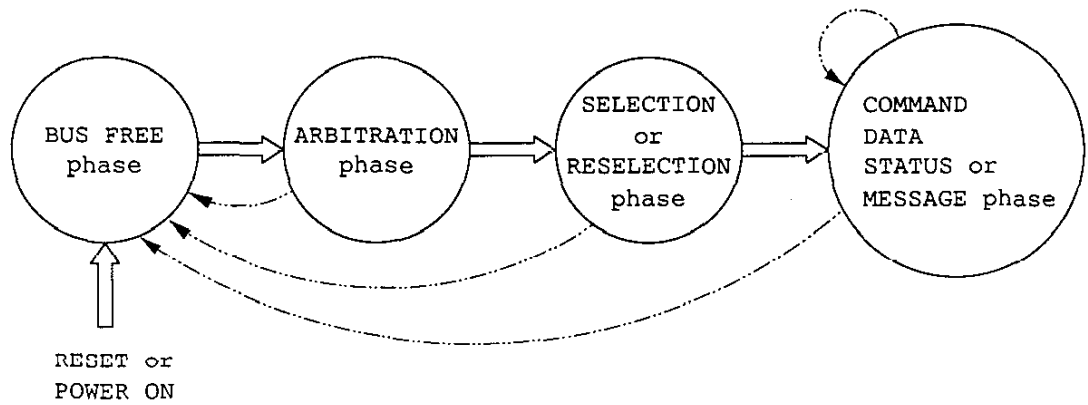 BUS FREE
phase
ARBITRATION
phase
SELECTION
or
RESELECTION
phase
COMMAND
DATA
STATUS or
MESSAGE phase
RESET or
POWER ON